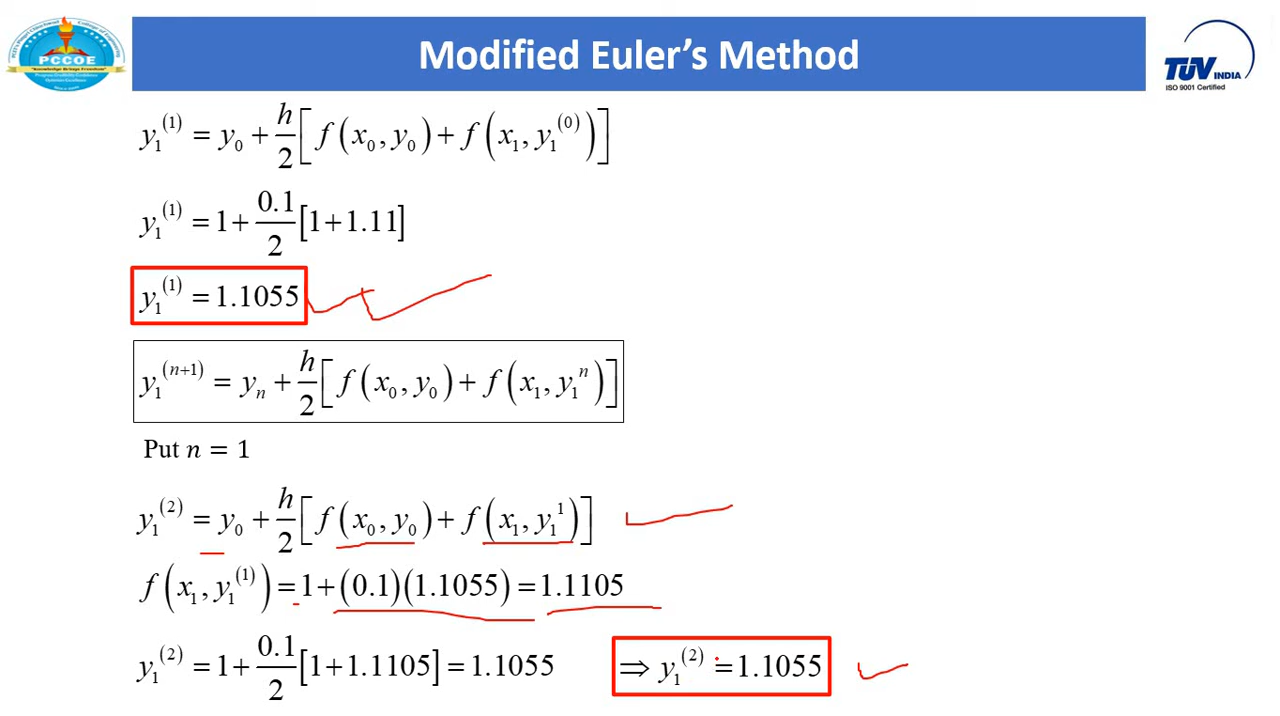 PCCOE
Modified Euler's Method
TÜV INDIA
ISO 9001 Certified
y₁⁽¹⁾ = y₀ + h/2 [ f(x₀, y₀) + f(x₁, y₁⁽⁰⁾) ]
y₁⁽¹⁾ = 1 + 0.1/2 [1 + 1.11]
y₁⁽¹⁾ = 1.1055
y₁⁽ⁿ⁺¹⁾ = yₙ + h/2 [ f(x₀, y₀) + f(x₁, y₁ⁿ) ]
Put n = 1
y₁⁽²⁾ = y₀ + h/2 [ f(x₀, y₀) + f(x₁, y₁¹) ]
f(x₁, y₁⁽¹⁾) = 1 + (0.1)(1.1055) = 1.1105
y₁⁽²⁾ = 1 + 0.1/2 [1 + 1.1105] = 1.1055 ⇒ y₁⁽²⁾ = 1.1055